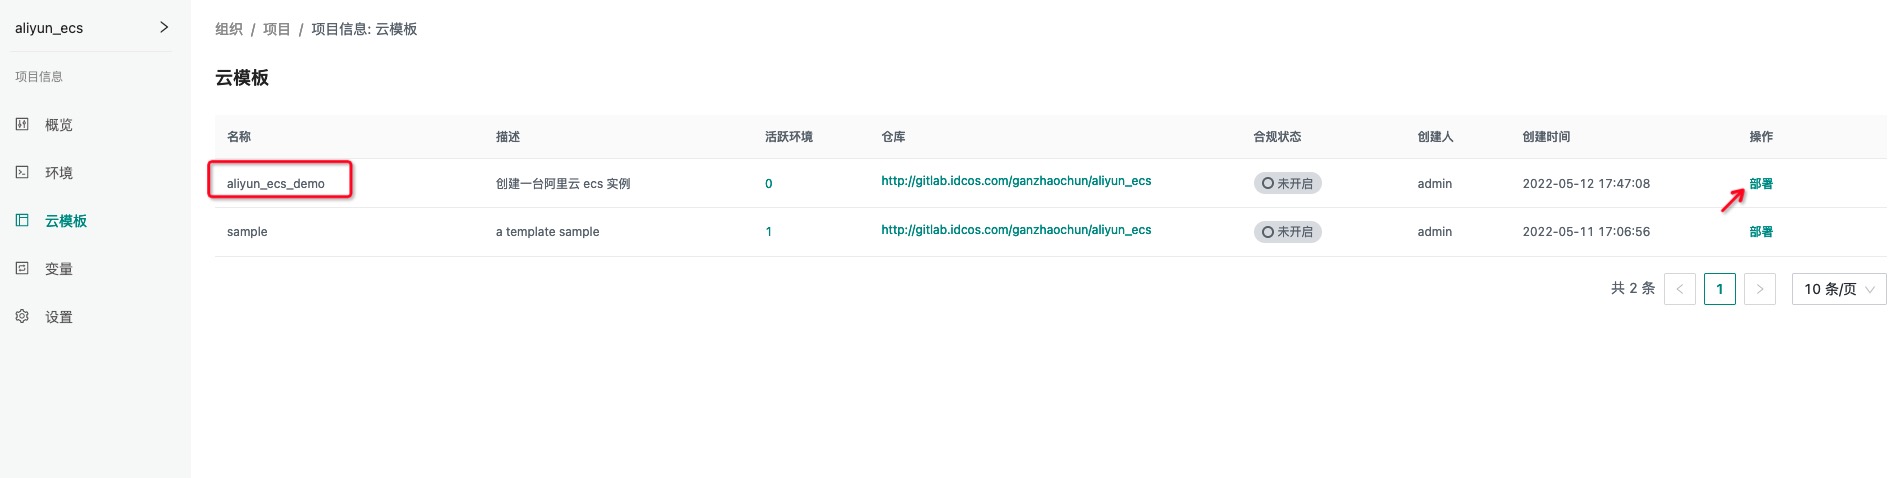 aliyun_ecs
项目信息
概览
环境
云模板
变量
设置
组织 / 项目 / 项目信息: 云模板
云模板
名称 描述 活跃环境 仓库 合规状态 创建人 创建时间 操作
aliyun_ecs_demo 创建一台阿里云 ecs 实例 0 http://gitlab.idcos.com/ganzhaochun/aliyun_ecs 未开启 admin 2022-05-12 17:47:08 部署
sample a template sample 1 http://gitlab.idcos.com/ganzhaochun/aliyun_ecs 未开启 admin 2022-05-11 17:06:56 部署
共 2 条 < 1 > 10 条/页